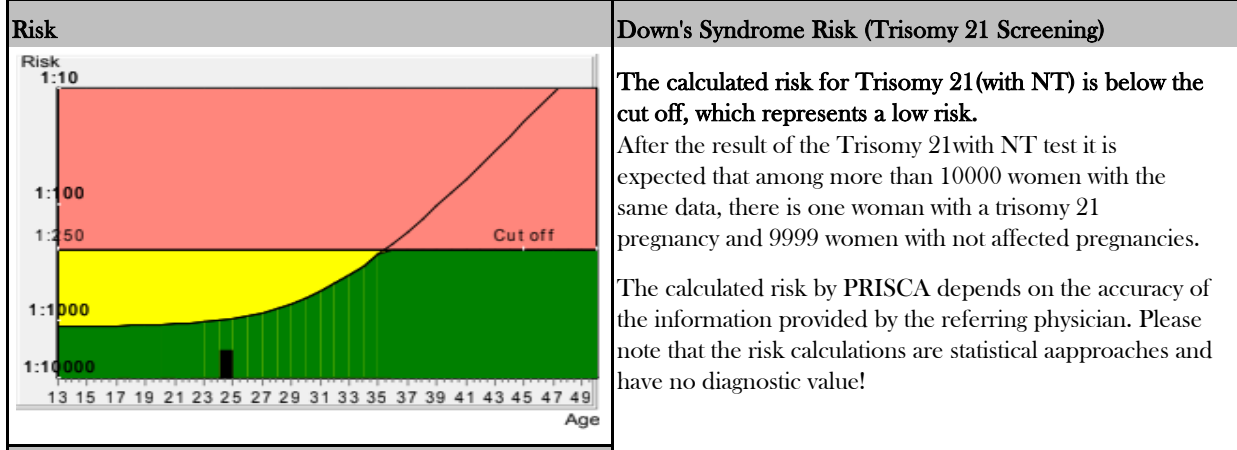 Risk
Down's Syndrome Risk (Trisomy 21 Screening)
Risk
1:10
1:100
1:250
Cut off
1:1000
1:10000
13 15 17 19 21 23 25 27 29 31 33 35 37 39 41 43 45 47 49
Age
The calculated risk for Trisomy 21(with NT) is below the
cut off, which represents a low risk.
After the result of the Trisomy 21with NT test it is
expected that among more than 10000 women with the
same data, there is one woman with a trisomy 21
pregnancy and 9999 women with not affected pregnancies.
The calculated risk by PRISCA depends on the accuracy of
the information provided by the referring physician. Please
note that the risk calculations are statistical aapproaches and
have no diagnostic value!